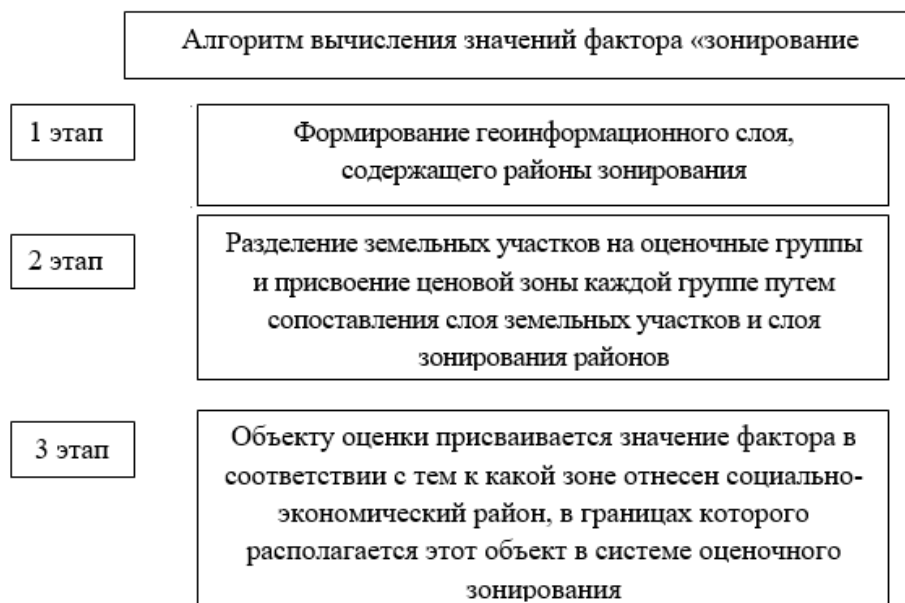 Алгоритм вычисления значений фактора «зонирование
1 этап
Формирование геоинформационного слоя,
содержащего районы зонирования
2 этап
Разделение земельных участков на оценочные группы
и присвоение ценовой зоны каждой группе путем
сопоставления слоя земельных участков и слоя
зонирования районов
3 этап
Объекту оценки присваивается значение фактора в
соответствии с тем к какой зоне отнесен социально-
экономический район, в границах которого
располагается этот объект в системе оценочного
зонирования